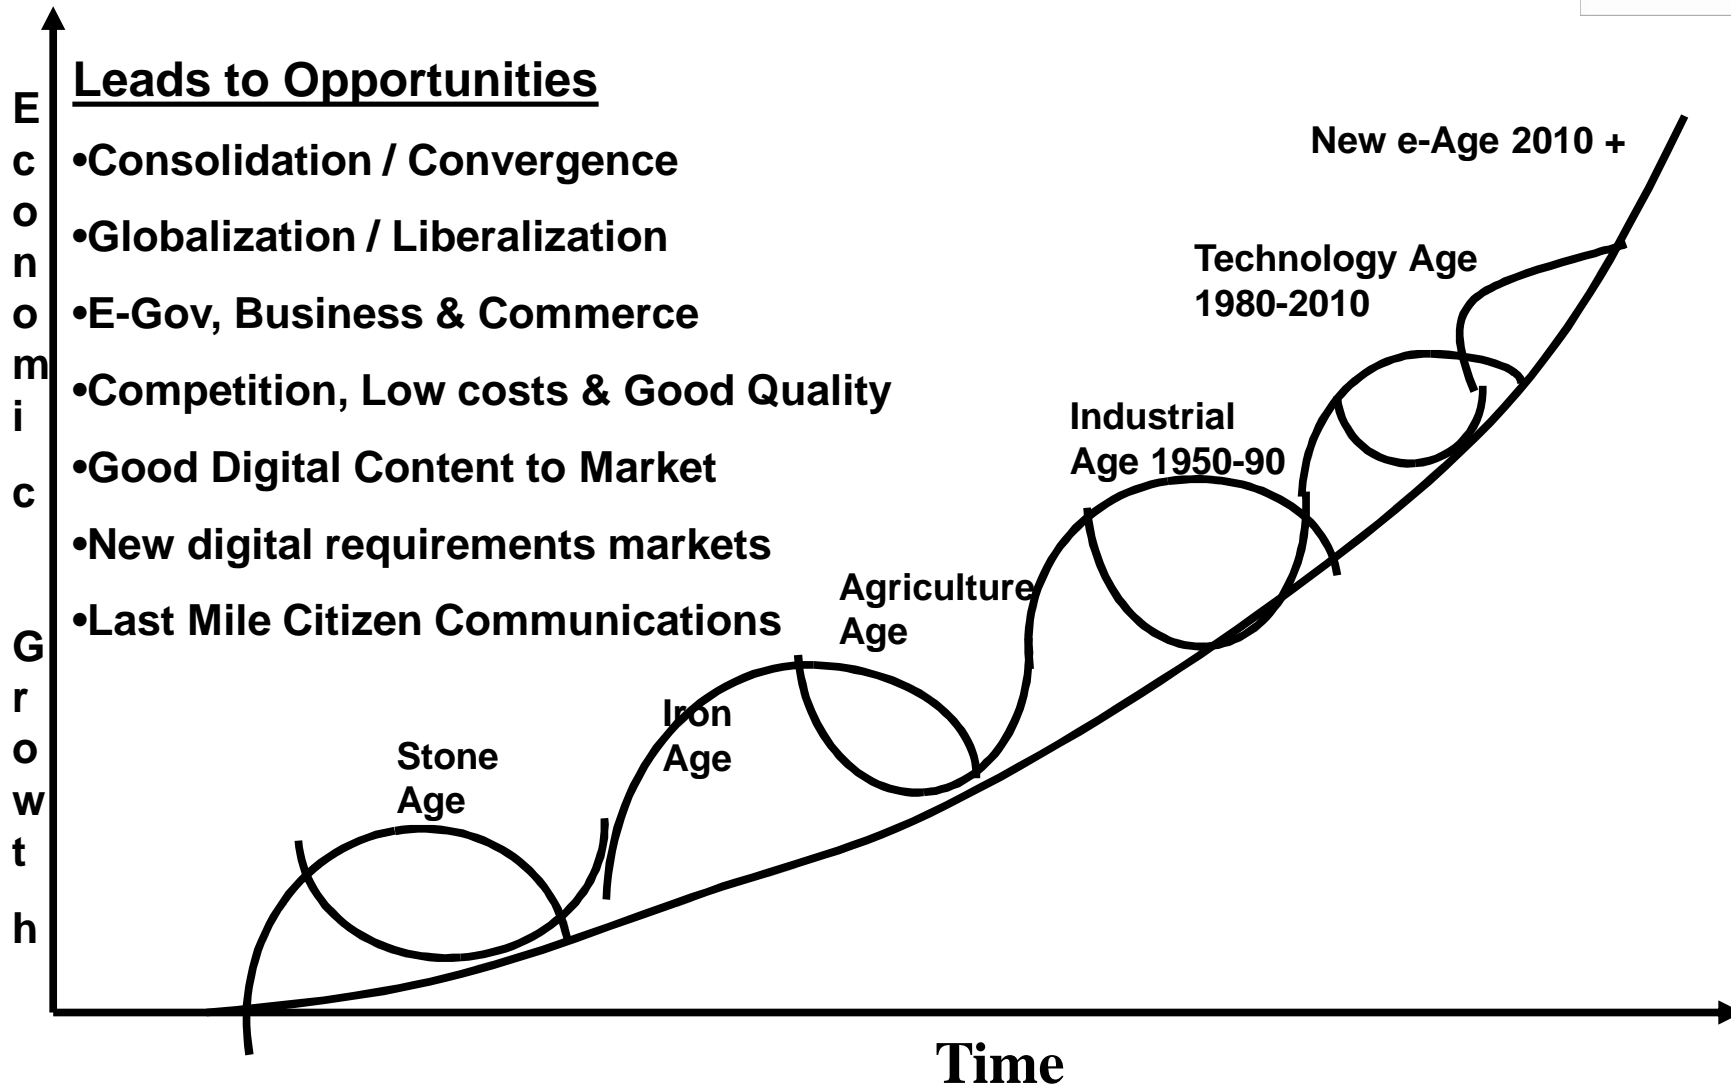 Economic Growth
Leads to Opportunities
•Consolidation / Convergence
•Globalization / Liberalization
•E-Gov, Business & Commerce
•Competition, Low costs & Good Quality
•Good Digital Content to Market
•New digital requirements markets
•Last Mile Citizen Communications
New e-Age 2010 +
Technology Age
1980-2010
Industrial
Age 1950-90
Agriculture
Age
Iron
Age
Stone
Age
Time